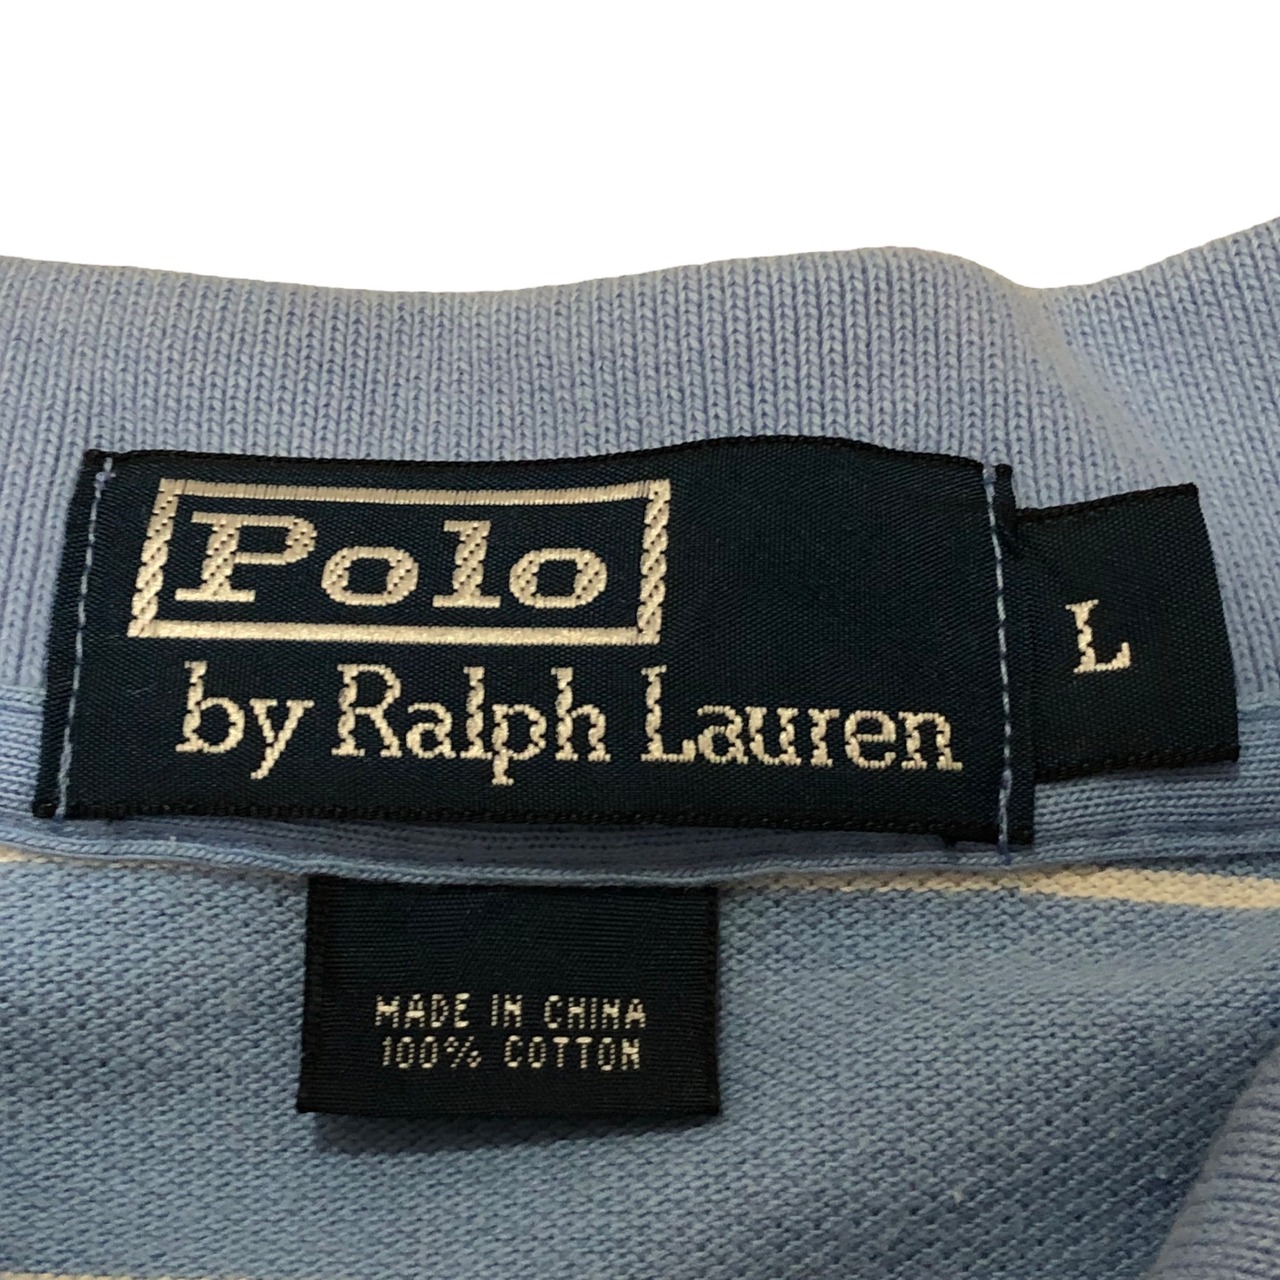 Polo
by Ralph Lauren
L
MADE IN CHINA
100% COTTON